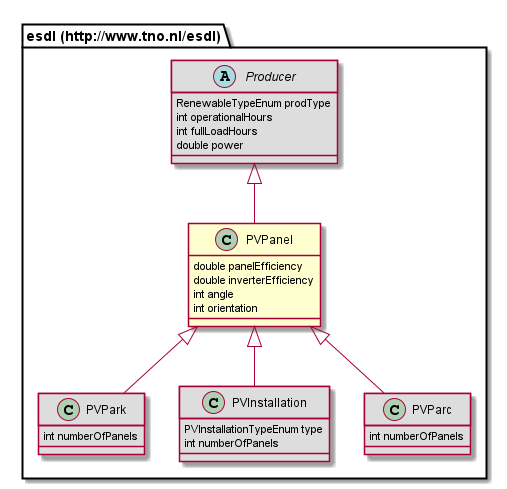 esdl (http://www.tno.nl/esdl)
A Producer
RenewableTypeEnum prodType
int operationalHours
int fullLoadHours
double power
C PVPanel
double panelEfficiency
double inverterEfficiency
int angle
int orientation
C PVPark
int numberOfPanels
C PVInstallation
PVInstallationTypeEnum type
int numberOfPanels
C PVParc
int numberOfPanels